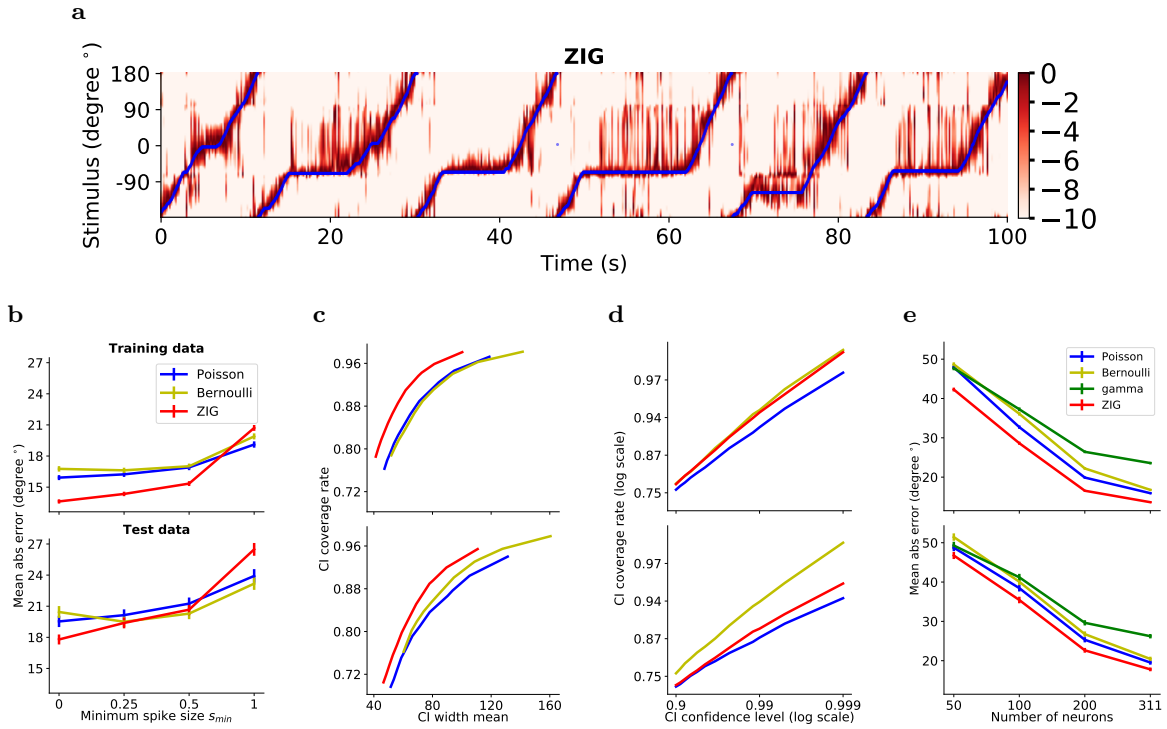 a
ZIG
Stimulus (degree °)
180
90
0
-90
0
20
40
60
80
100
Time (s)
0
−2
−4
−6
−8
−10
b
Training data
Mean abs error (degree °)
27
24
21
18
15
Poisson
Bernoulli
ZIG
Test data
27
24
21
18
15
0
0.25
0.5
1
Minimum spike size s_min
c
CI coverage rate
0.96
0.88
0.80
0.72
0.96
0.88
0.80
0.72
40
80
120
160
CI width mean
d
CI coverage rate (log scale)
0.97
0.94
0.87
0.75
0.97
0.94
0.87
0.75
0.9
0.99
0.999
CI confidence level (log scale)
e
Mean abs error (degree °)
50
40
30
20
Poisson
Bernoulli
gamma
ZIG
50
40
30
20
50
100
200
311
Number of neurons